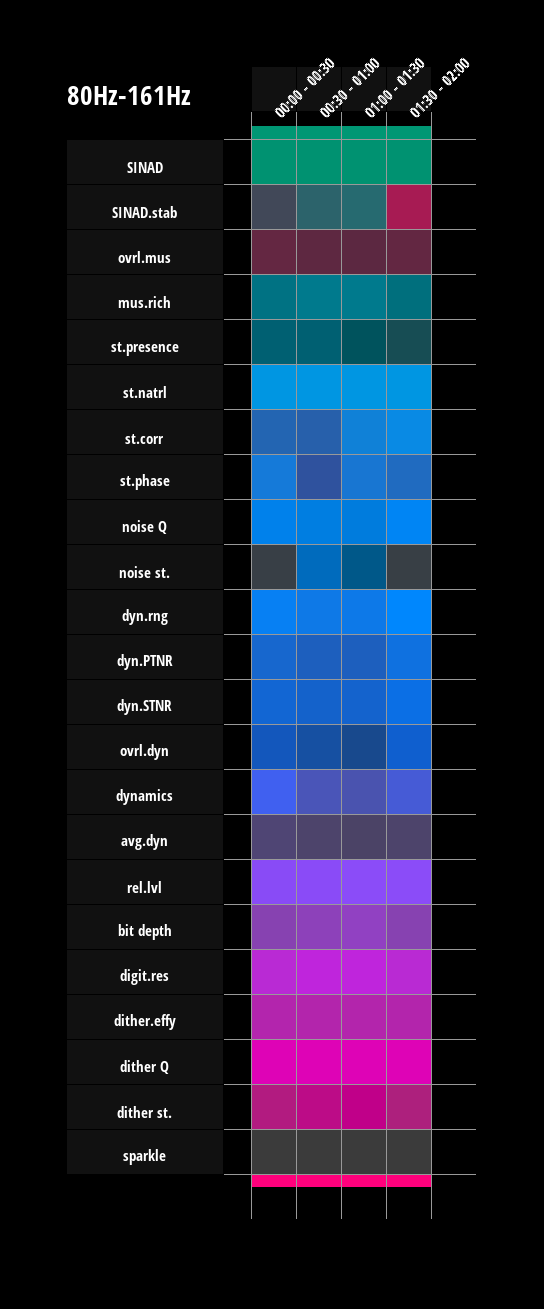 80Hz-161Hz
00:00 - 00:30
00:30 - 01:00
01:00 - 01:30
01:30 - 02:00
SINAD
SINAD.stab
ovrl.mus
mus.rich
st.presence
st.natrl
st.corr
st.phase
noise Q
noise st.
dyn.rng
dyn.PTNR
dyn.STNR
ovrl.dyn
dynamics
avg.dyn
rel.lvl
bit depth
digit.res
dither.effy
dither Q
dither st.
sparkle